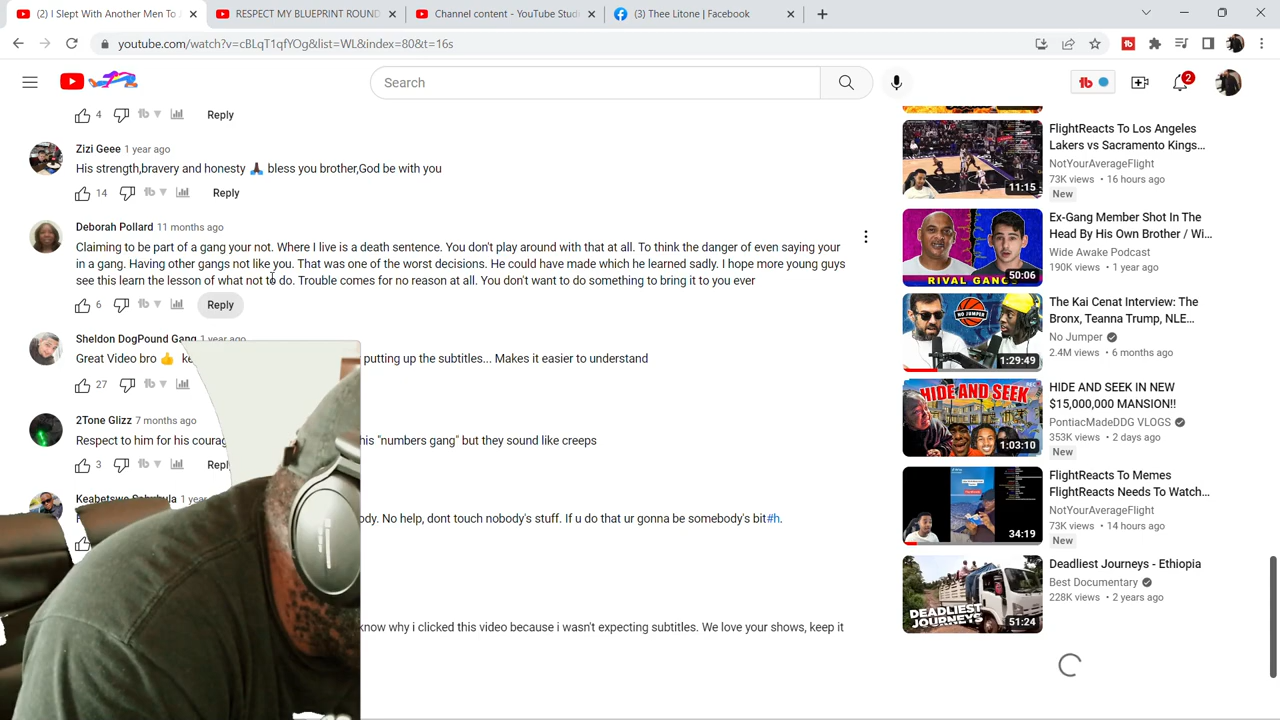 (2) I Slept With Another Men To J
RESPECT MY BLUEPRINT ROUND
Channel content - YouTube Stud
(3) Thee Litone | Facebook
youtube.com/watch?v=cBLqT1qfYOg&list=WL&index=80&t=16s
Search
2
4
Reply
Zizi Geee 1 year ago
His strength,bravery and honesty 🙏🏿 bless you brother,God be with you
14
Reply
Deborah Pollard 11 months ago
Claiming to be part of a gang your not. Where I live is a death sentence. You don't play around with that at all. To think the danger of even saying your
in a gang. Having other gangs not like you. That was one of the worst decisions. He could have made which he learned sadly. I hope more young guys
see this learn the lesson of what not to do. Trouble comes for no reason at all. You don't want to do something to bring it to you ever
6
Reply
Sheldon DogPound Gang 1 year ago
Great Video bro 👍 putting up the subtitles... Makes it easier to understand
27
2Tone Glizz 7 months ago
Respect to him for his his "numbers gang" but they sound like creeps
3
No help, dont touch nobody's stuff. If u do that ur gonna be somebody's bit#h.
know why i clicked this video because i wasn't expecting subtitles. We love your shows, keep it
11:15
FlightReacts To Los Angeles
Lakers vs Sacramento Kings...
NotYourAverageFlight
73K views • 16 hours ago
New
RIVAL GANGS
50:06
Ex-Gang Member Shot In The
Head By His Own Brother / Wi...
Wide Awake Podcast
190K views • 1 year ago
NO JUMPER
1:29:49
The Kai Cenat Interview: The
Bronx, Teanna Trump, NLE...
No Jumper
2.4M views • 6 months ago
HIDE AND SEEK
1:03:10
HIDE AND SEEK IN NEW
$15,000,000 MANSION!!
PontiacMadeDDG VLOGS
353K views • 2 days ago
New
34:19
FlightReacts To Memes
FlightReacts Needs To Watch...
NotYourAverageFlight
73K views • 14 hours ago
New
DEADLIEST
JOURNEYS
51:24
Deadliest Journeys - Ethiopia
Best Documentary
228K views • 2 years ago